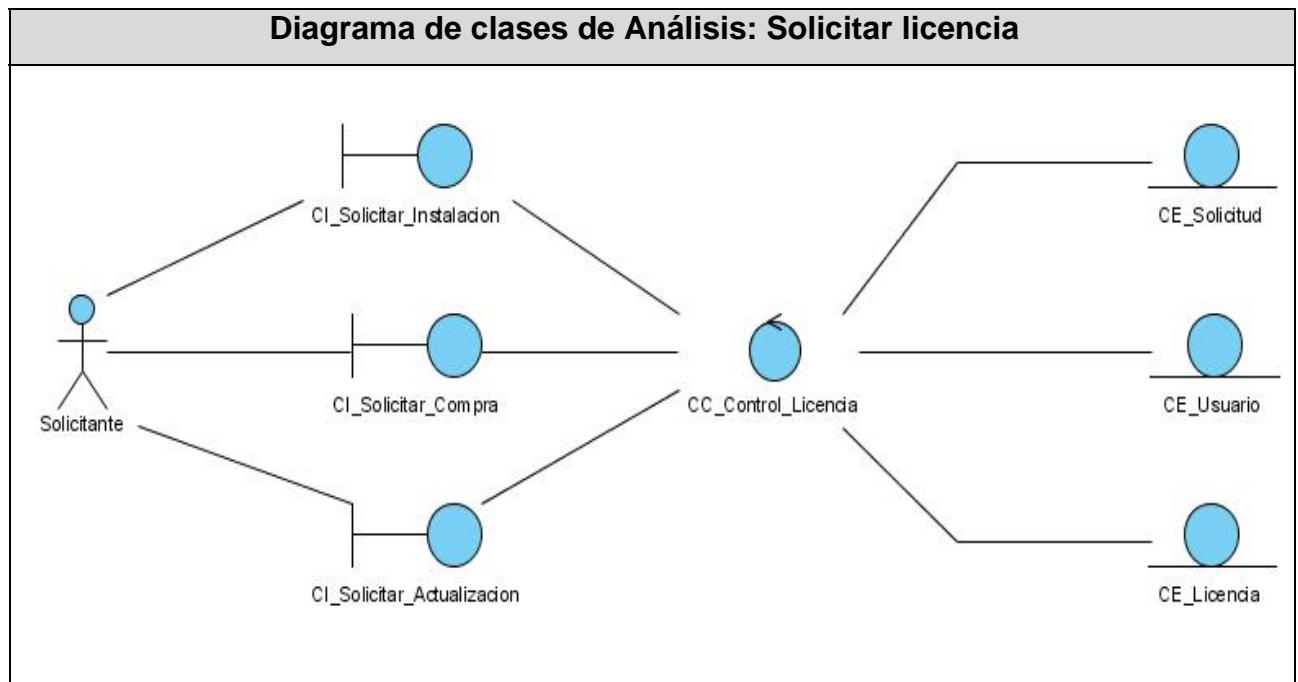 Diagrama de clases de Análisis: Solicitar licencia
CI_Solicitar_Instalacion
CE_Solicitud
Solicitante
CI_Solicitar_Compra
CC_Control_Licencia
CE_Usuario
CI_Solicitar_Actualizacion
CE_Licencia